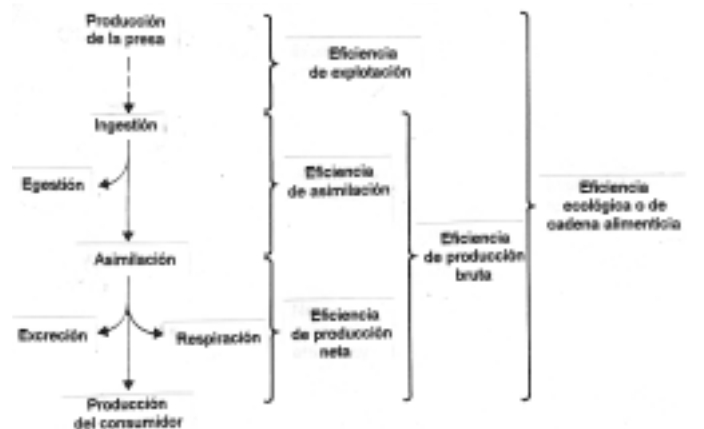 Producción
de la presa
Eficiencia
de explotación
Ingestión
Egestión
Eficiencia
de asimilación
Eficiencia
ecológica o de
cadena alimenticia
Asimilación
Eficiencia
de producción
bruta
Excreción
Respiración
Eficiencia
de producción
neta
Producción
del consumidor